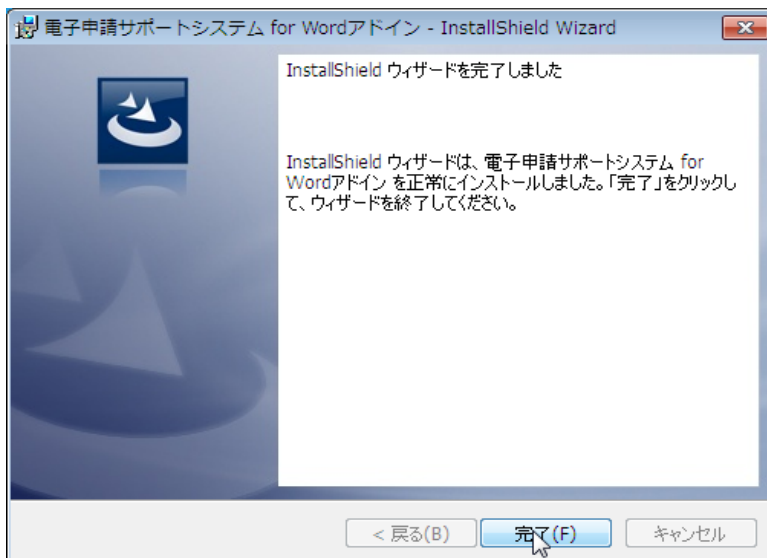 電子申請サポートシステム for Wordアドイン - InstallShield Wizard
InstallShield ウィザードを完了しました
InstallShield ウィザードは、電子申請サポートシステム for
Wordアドイン を正常にインストールしました。「完了」をクリックし
て、ウィザードを終了してください。
< 戻る(B)
完了(F)
キャンセル